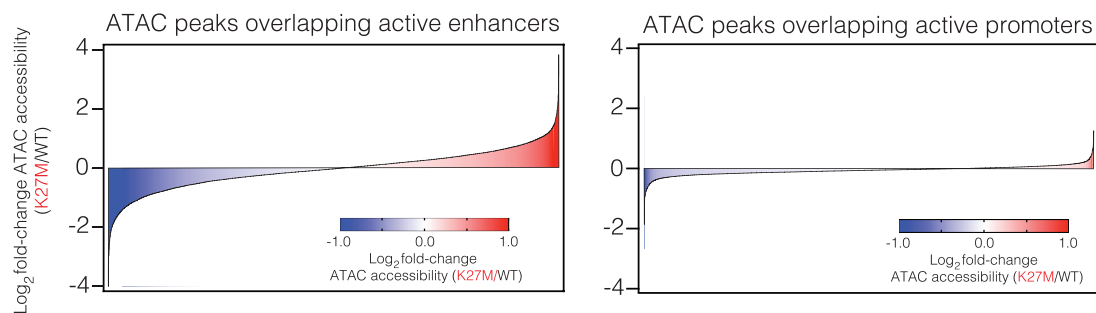 ATAC peaks overlapping active enhancers
Log2 fold-change ATAC accessibility
(K27M/WT)
4
2
0
-2
-4
-1.0
0.0
1.0
Log2 fold-change
ATAC accessibility (K27M/WT)
ATAC peaks overlapping active promoters
4
2
0
-2
-4
-1.0
0.0
1.0
Log2 fold-change
ATAC accessibility (K27M/WT)